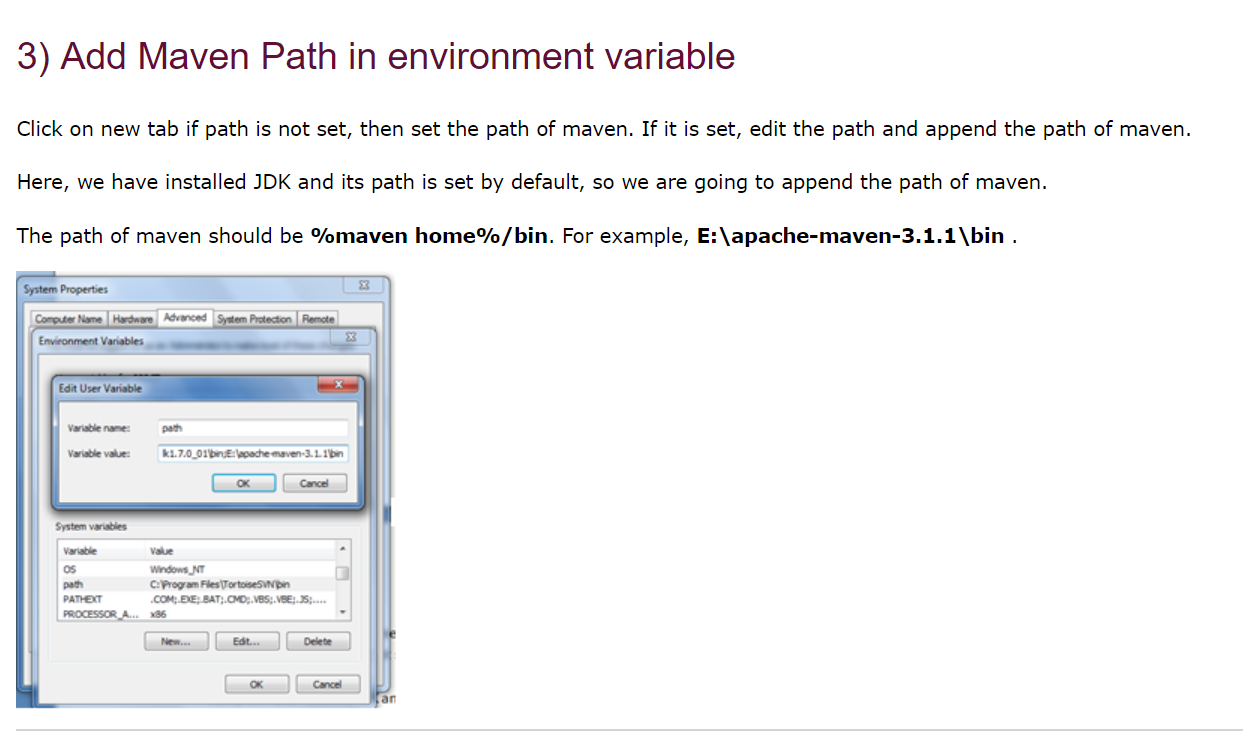 3) Add Maven Path in environment variable
Click on new tab if path is not set, then set the path of maven. If it is set, edit the path and append the path of maven.
Here, we have installed JDK and its path is set by default, so we are going to append the path of maven.
The path of maven should be %maven home%/bin. For example, E:\apache-maven-3.1.1\bin .
System Properties
Computer Name Hardware Advanced System Protection Remote
Environment Variables
Edit User Variable
Variable name: path
Variable value: k1.7.0_01\bin;E:\apache-maven-3.1.1\bin
OK Cancel
System variables
Variable Value
OS Windows_NT
path C:\Program Files\TortoiseSVN\bin
PATHEXT .COM;.EXE;.BAT;.CMD;.VBS;.VBE;.JS;....
PROCESSOR_A... x86
New... Edit... Delete
OK Cancel